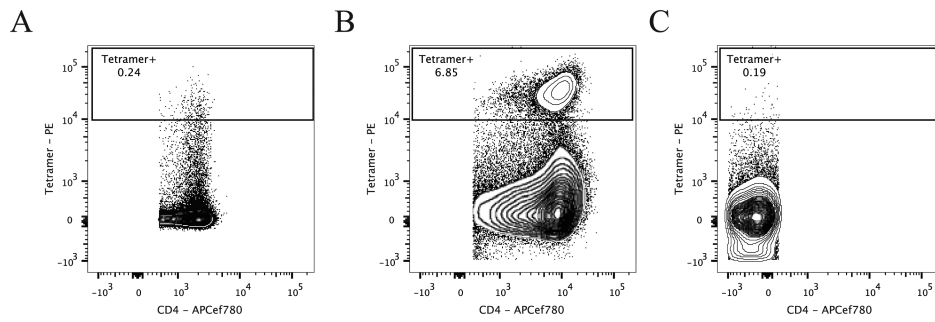 A
B
C
Tetramer+
0.24
Tetramer+
6.85
Tetramer+
0.19
Tetramer – PE
10⁵
10⁴
10³
0
-10³
-10³ 0 10³ 10⁴ 10⁵
CD4 – APCef780
Tetramer – PE
10⁵
10⁴
10³
0
-10³
-10³ 0 10³ 10⁴ 10⁵
CD4 – APCef780
Tetramer – PE
10⁵
10⁴
10³
0
-10³
-10³ 0 10³ 10⁴ 10⁵
CD4 – APCef780